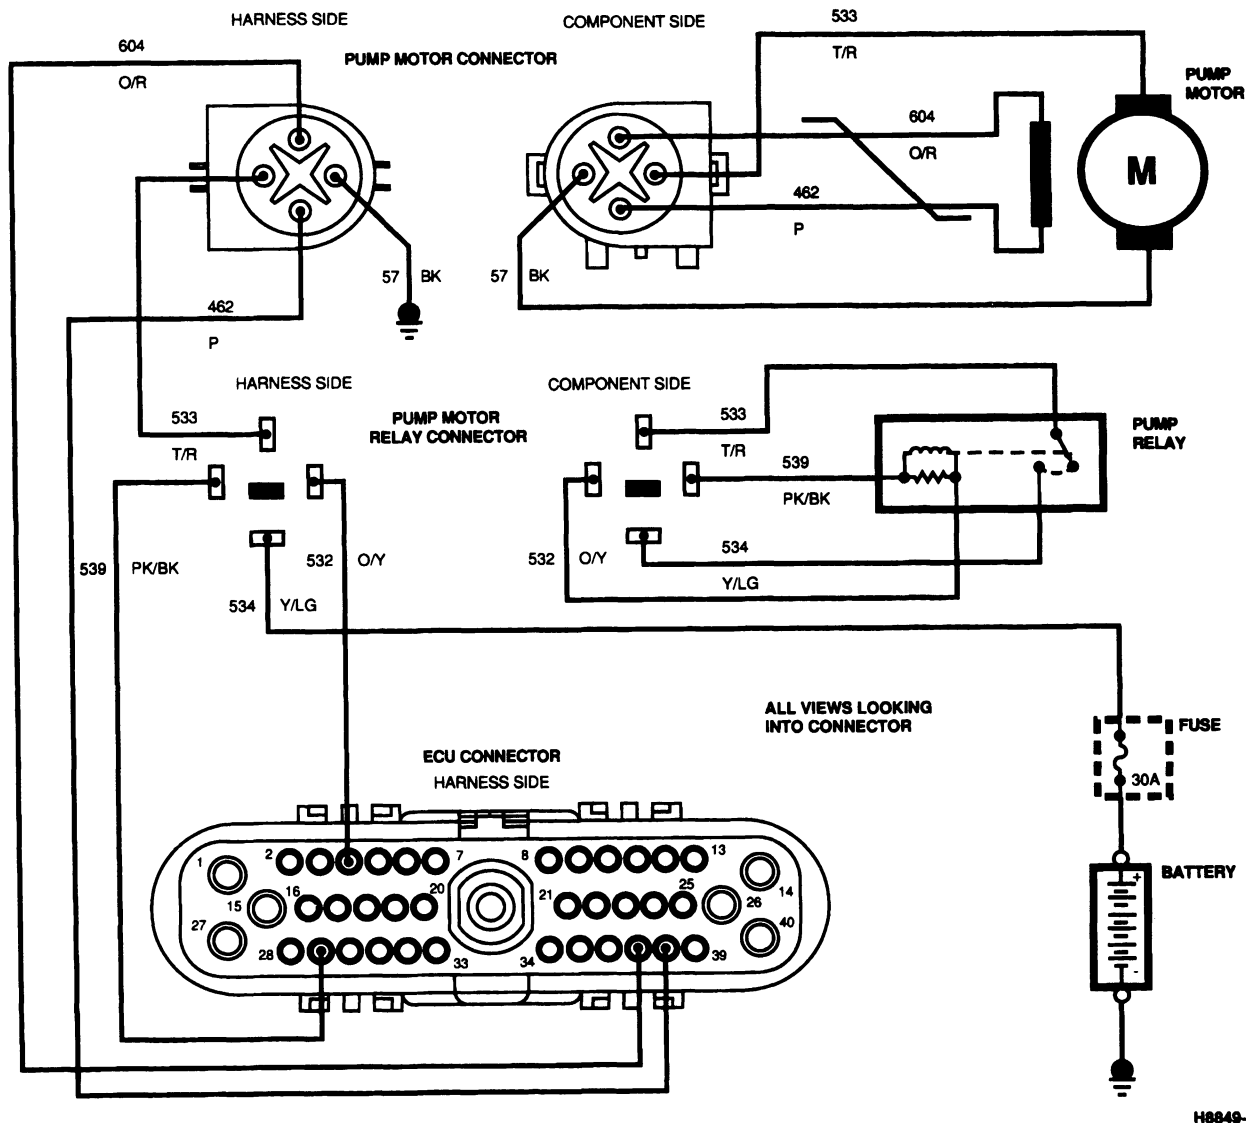 HARNESS SIDE
COMPONENT SIDE
533
T/R
604
O/R
PUMP MOTOR CONNECTOR
PUMP
MOTOR
604
O/R
M
462
P
57 BK
57 BK
462
P
HARNESS SIDE
COMPONENT SIDE
533
T/R
PUMP MOTOR
RELAY CONNECTOR
533
T/R
PUMP
RELAY
539
PK/BK
539 PK/BK
532 O/Y
532 O/Y
534
Y/LG
534 Y/LG
ALL VIEWS LOOKING
INTO CONNECTOR
FUSE
30A
ECU CONNECTOR
HARNESS SIDE
1 2 7 8 13 14
15 16 20 21 25 26
27 28 33 34 39 40
BATTERY
+
-
H8849-